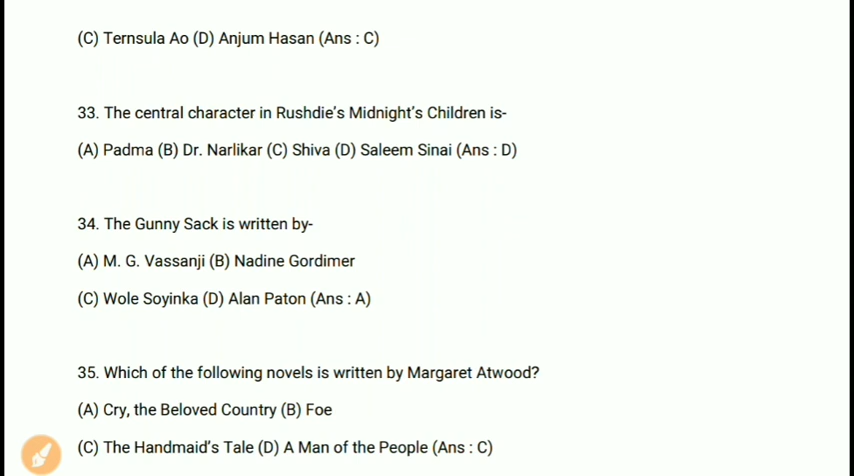 (C) Ternsula Ao (D) Anjum Hasan (Ans : C)
33. The central character in Rushdie's Midnight's Children is-
(A) Padma (B) Dr. Narlikar (C) Shiva (D) Saleem Sinai (Ans : D)
34. The Gunny Sack is written by-
(A) M. G. Vassanji (B) Nadine Gordimer
(C) Wole Soyinka (D) Alan Paton (Ans : A)
35. Which of the following novels is written by Margaret Atwood?
(A) Cry, the Beloved Country (B) Foe
(C) The Handmaid's Tale (D) A Man of the People (Ans : C)